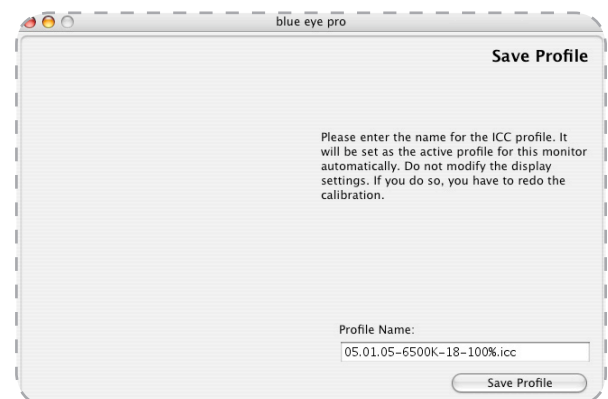 blue eye pro
Save Profile
Please enter the name for the ICC profile. It
will be set as the active profile for this monitor
automatically. Do not modify the display
settings. If you do so, you have to redo the
calibration.
Profile Name:
05.01.05-6500K-18-100%.icc
Save Profile